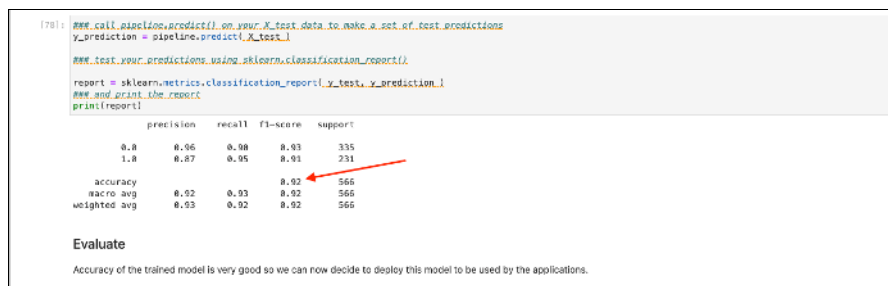 [78]: ### call pipeline.predict() on your X_test data to make a set of test predictions
y_prediction = pipeline.predict( X_test )
### test your predictions using sklearn.classification_report()
report = sklearn.metrics.classification_report( y_test, y_prediction )
### and print the report
print(report)
precision recall f1-score support
0.0 0.96 0.90 0.93 335
1.0 0.87 0.95 0.91 231
accuracy 0.92 566
macro avg 0.92 0.93 0.92 566
weighted avg 0.93 0.92 0.92 566
Evaluate
Accuracy of the trained model is very good so we can now decide to deploy this model to be used by the applications.